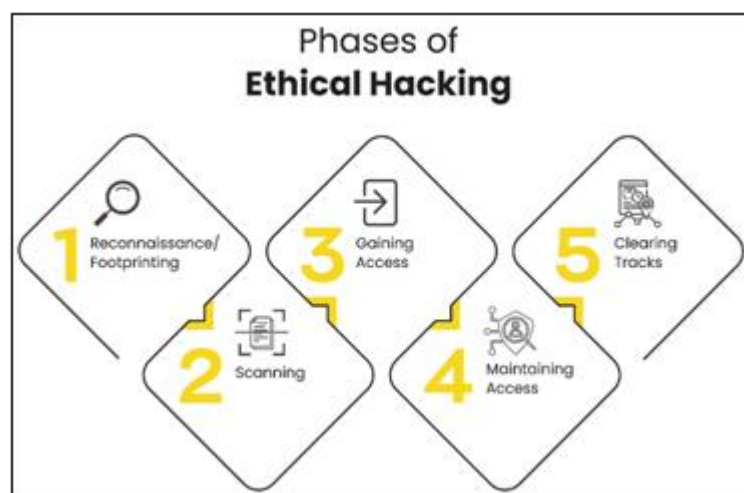 Phases of
Ethical Hacking
1
Reconnaissance/
Footprinting
2
Scanning
3
Gaining
Access
4
Maintaining
Access
5
Clearing
Tracks